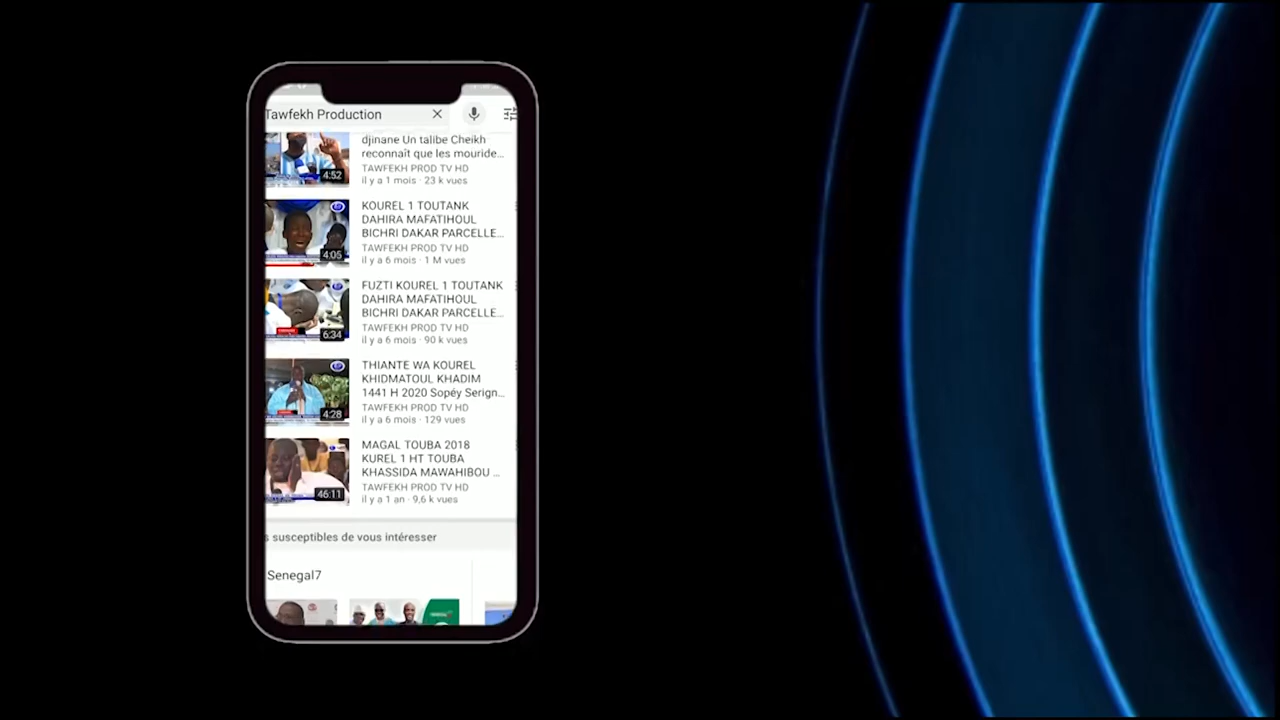 Tawfekh Production
djinane Un talibe Cheikh
reconnaît que les mouride...
TAWFEKH PROD TV HD
il y a 1 mois · 23 k vues
4:52
KOUREL 1 TOUTANK
DAHIRA MAFATIHOUL
BICHRI DAKAR PARCELLE...
TAWFEKH PROD TV HD
il y a 6 mois · 1 M vues
4:05
FUZTI KOUREL 1 TOUTANK
DAHIRA MAFATIHOUL
BICHRI DAKAR PARCELLE...
TAWFEKH PROD TV HD
il y a 6 mois · 90 k vues
6:34
THIANTE WA KOUREL
KHIDMATOUL KHADIM
1441 H 2020 Sopéy Serign...
TAWFEKH PROD TV HD
il y a 6 mois · 129 vues
4:28
MAGAL TOUBA 2018
KUREL 1 HT TOUBA
KHASSIDA MAWAHIBOU ...
TAWFEKH PROD TV HD
il y a 1 an · 9,6 k vues
46:11
s susceptibles de vous intéresser
Senegal7